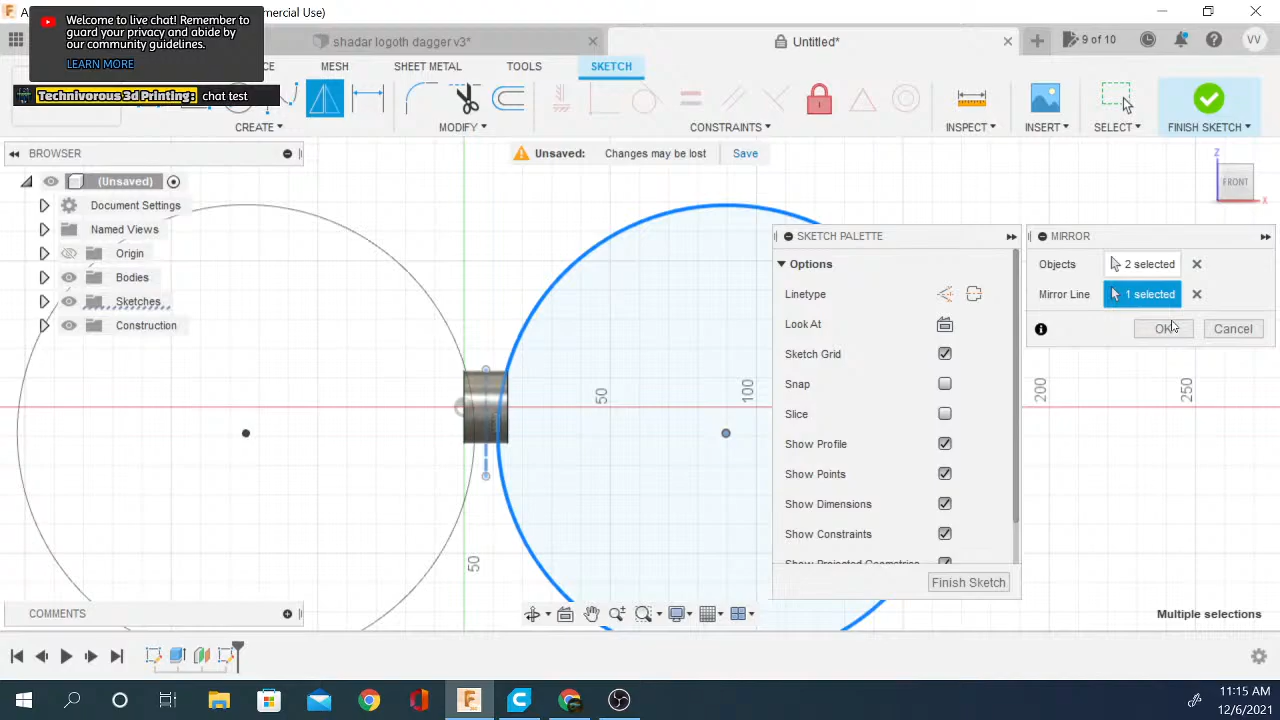 A
ercial Use)
Welcome to live chat! Remember to
guard your privacy and abide by
our community guidelines.
LEARN MORE
Technivorous 3d Printing: chat test
shadar logoth dagger v3*
Untitled*
9 of 10
VV
CE
MESH
SHEET METAL
TOOLS
SKETCH
CREATE
MODIFY
CONSTRAINTS
INSPECT
INSERT
SELECT
FINISH SKETCH
BROWSER
Unsaved: Changes may be lost
Save
(Unsaved)
Document Settings
Named Views
Origin
Bodies
Sketches
Construction
Z
FRONT
X
SKETCH PALETTE
Options
Linetype
Look At
Sketch Grid
Snap
Slice
Show Profile
Show Points
Show Dimensions
Show Constraints
Show Projected Geometries
Finish Sketch
MIRROR
Objects
2 selected
Mirror Line
1 selected
OK
Cancel
50
100
200
250
50
COMMENTS
Multiple selections
11:15 AM
12/6/2021